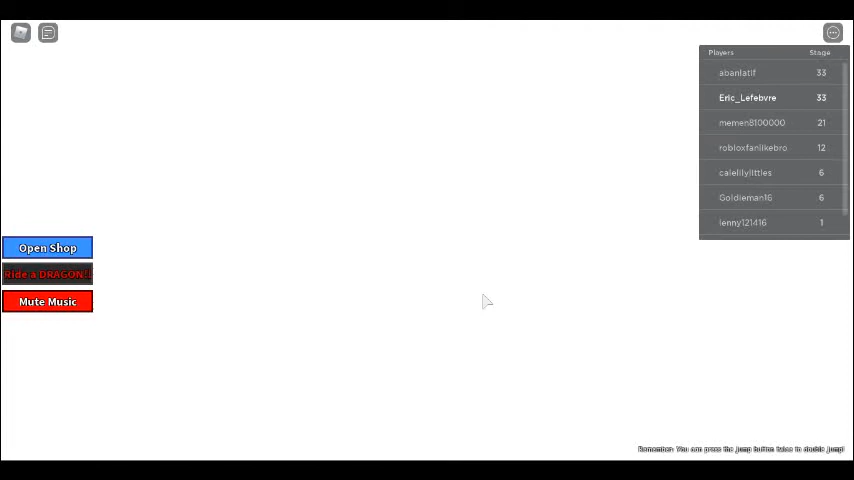 Players Stage
abanlatif 33
Eric_Lefebvre 33
memen8100000 21
robloxfanlikebro 12
calelilylittles 6
Goldieman16 6
lenny121416 1
Open Shop
Ride a DRAGON!!
Mute Music
Remember: You can press the jump button twice to double jump!